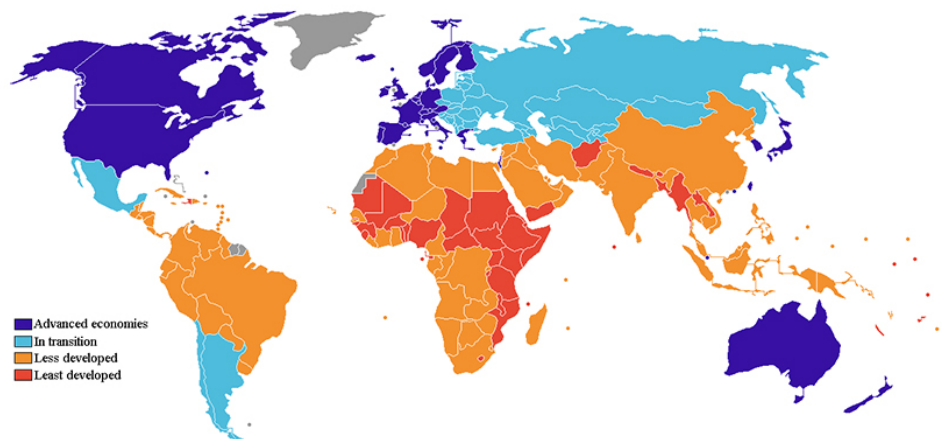 Advanced economies
In transition
Less developed
Least developed